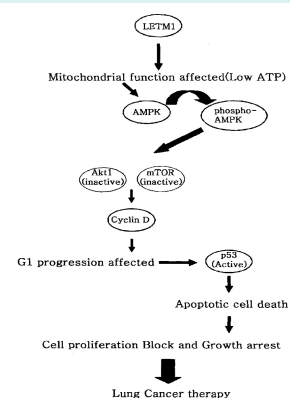 LETM1
Mitochondrial function affected(Low ATP)
AMPK
phospho-
AMPK
Akt1
(inactive)
mTOR
(inactive)
Cyclin D
G1 progression affected
p53
(Active)
Apoptotic cell death
Cell proliferation Block and Growth arrest
Lung Cancer therapy